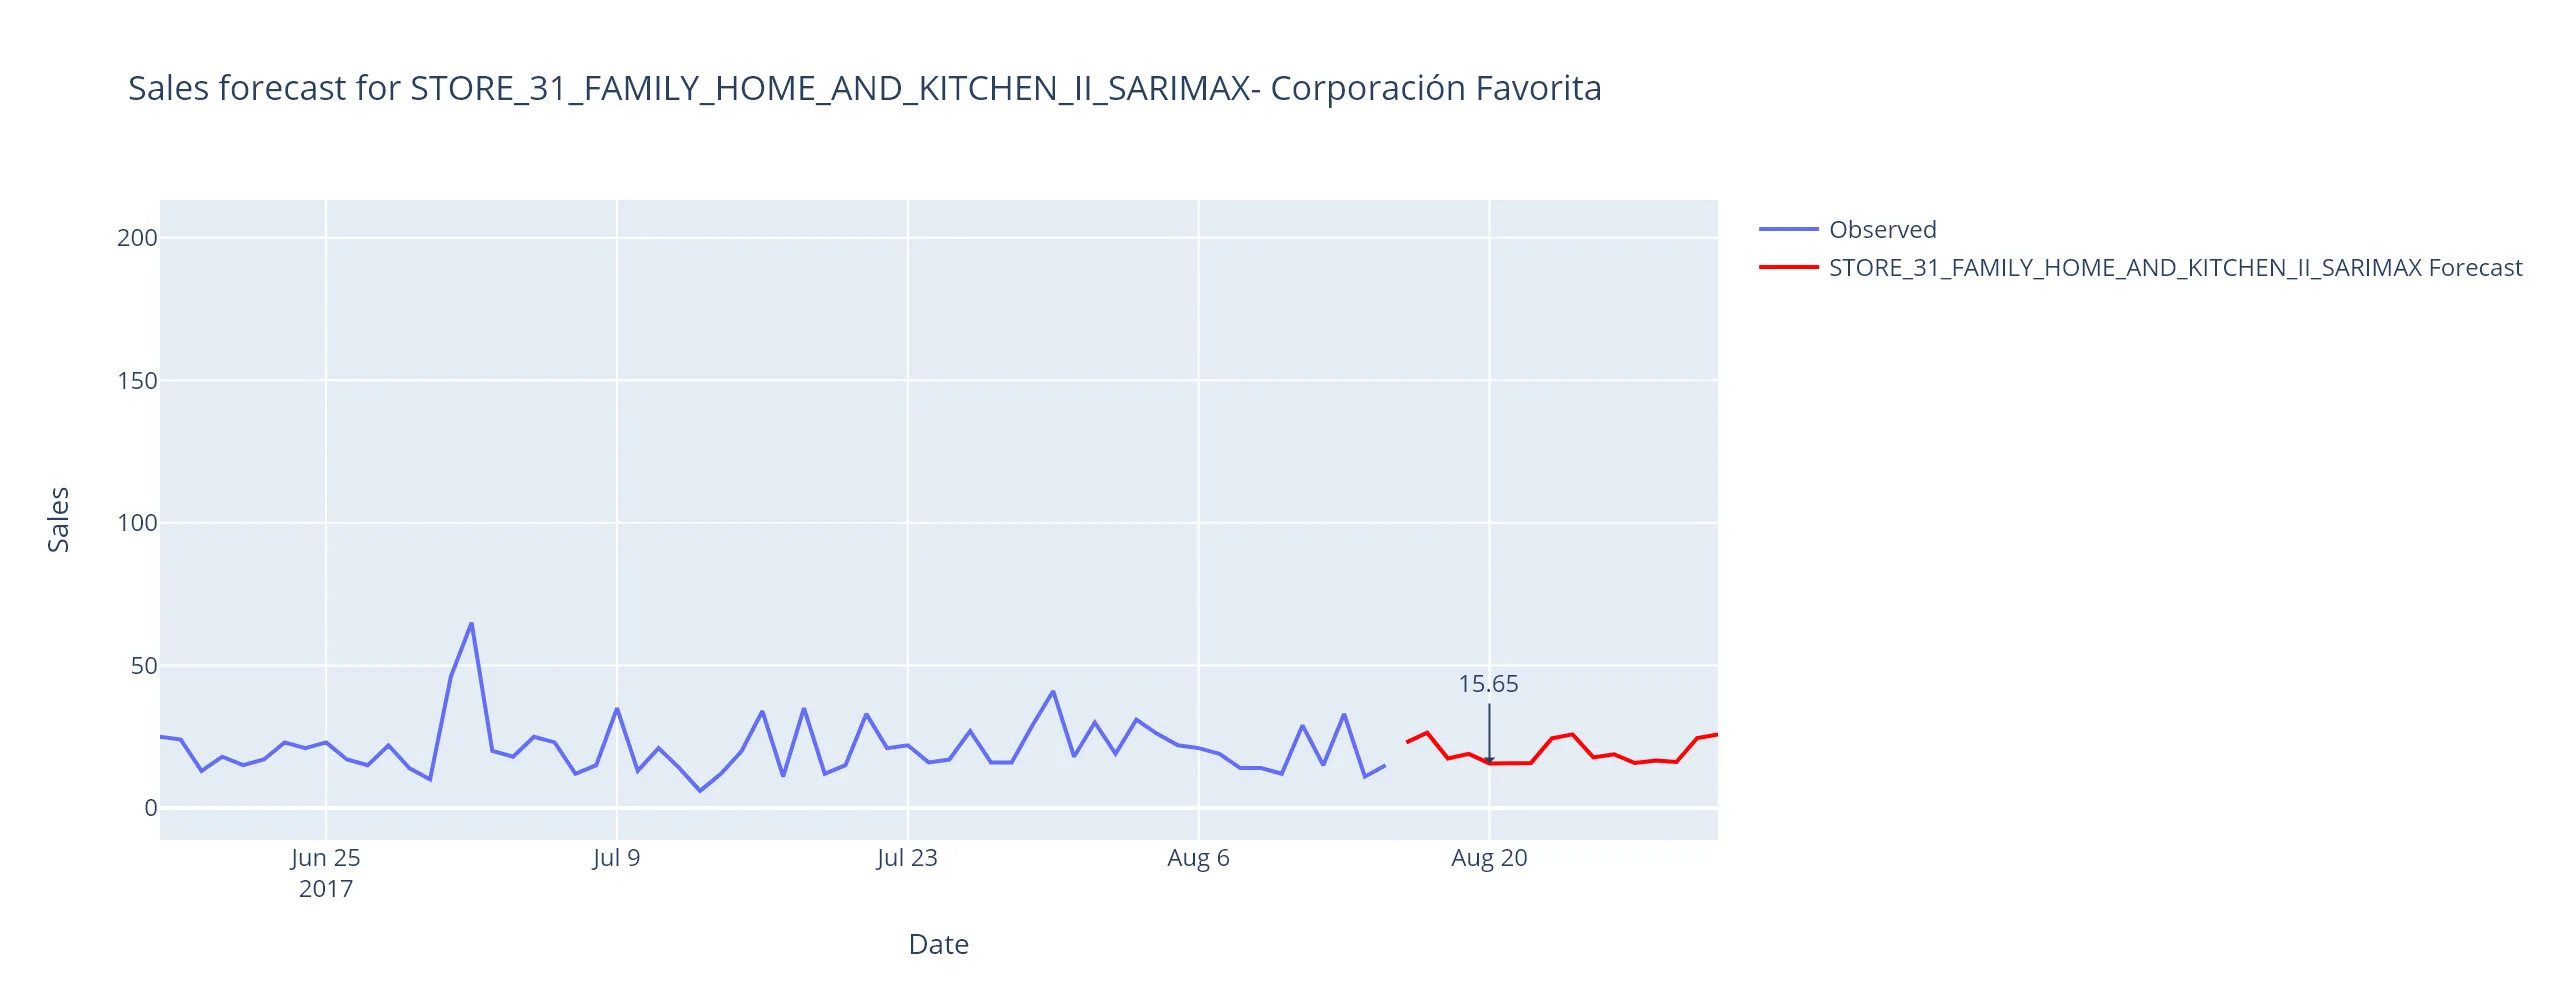 Sales forecast for STORE_31_FAMILY_HOME_AND_KITCHEN_II_SARIMAX- Corporación Favorita
Observed
STORE_31_FAMILY_HOME_AND_KITCHEN_II_SARIMAX Forecast
200
150
100
50
0
Sales
15.65
Jun 25
2017
Jul 9
Jul 23
Aug 6
Aug 20
Date